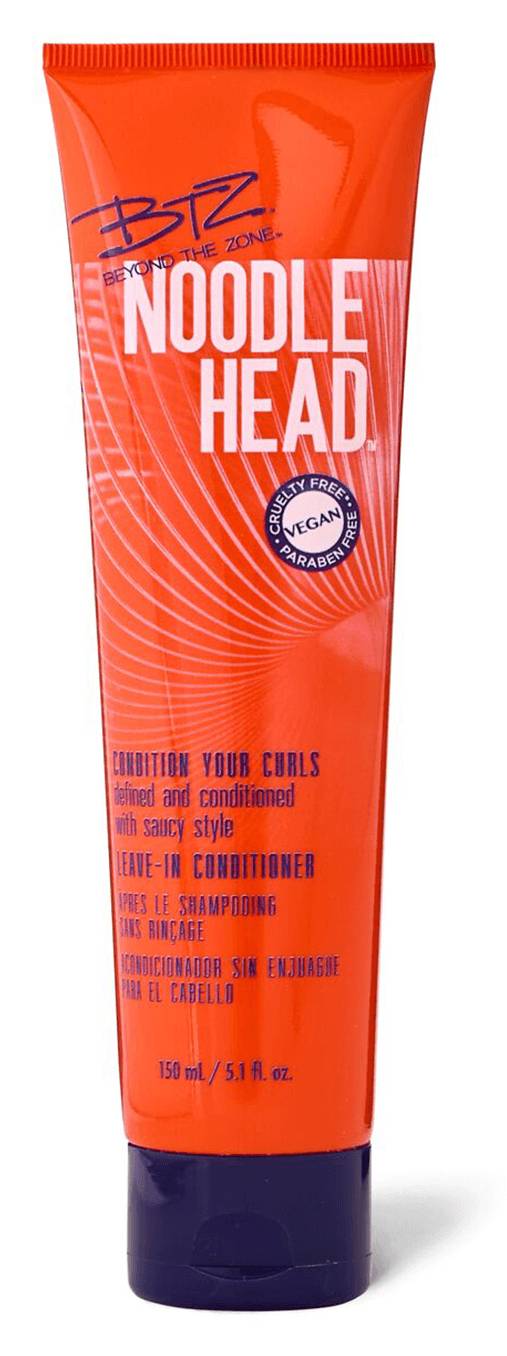 BTZ.
BEYOND THE ZONE™
NOODLE
HEAD™
CRUELTY FREE
VEGAN
PARABEN FREE
CONDITION YOUR CURLS
defined and conditioned
with saucy style
LEAVE-IN CONDITIONER
APRES LE SHAMPOOING
SANS RINÇAGE
ACONDICIONADOR SIN ENJUAGUE
PARA EL CABELLO
150 mL / 5.1 fl. oz.